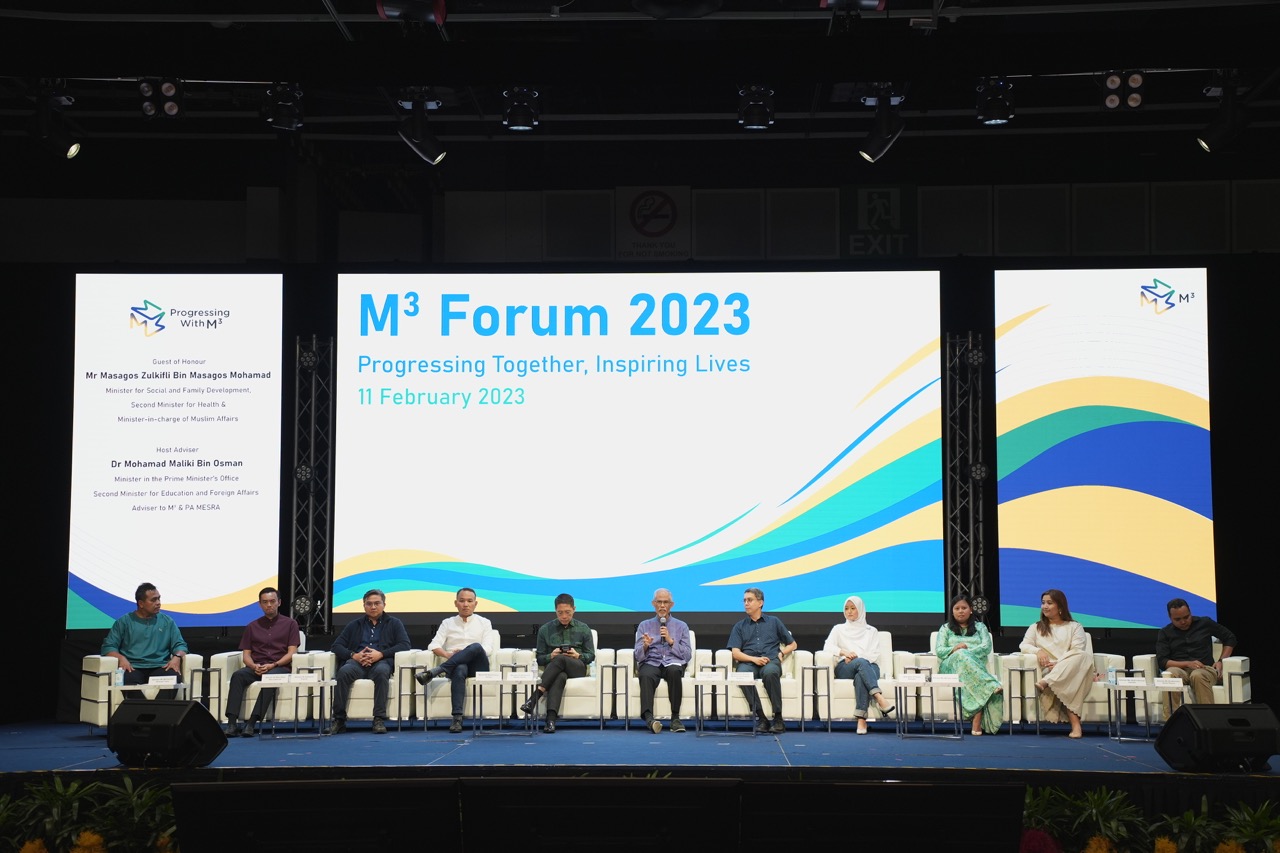 THANK YOU
EXIT
Progressing
With M³
Guest of Honour
Mr Masagos Zulkifli Bin Masagos Mohamad
Minister for Social and Family Development,
Second Minister for Health &
Minister-in-charge of Muslim Affairs
Host Adviser
Dr Mohamad Maliki Bin Osman
Minister in the Prime Minister's Office
Second Minister for Education and Foreign Affairs
Adviser to M³ & PA MESRA
M³ Forum 2023
Progressing Together, Inspiring Lives
11 February 2023
M³